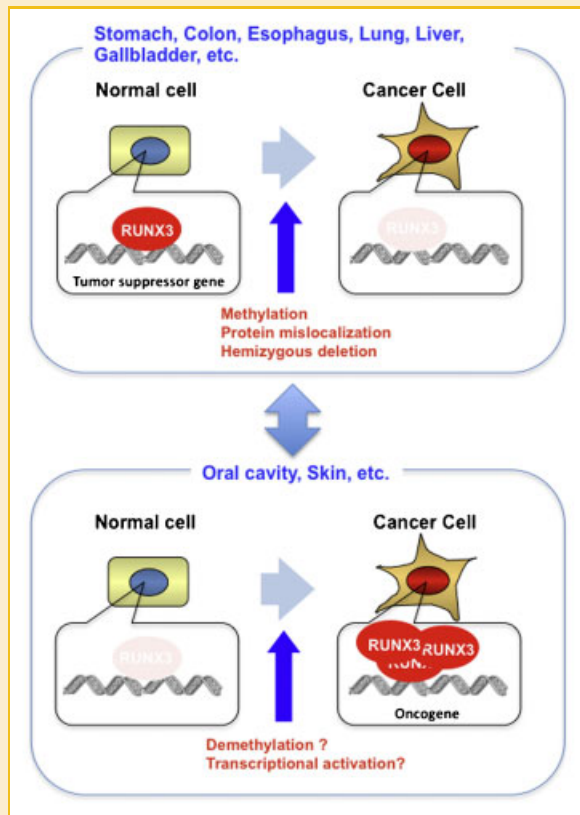 Stomach, Colon, Esophagus, Lung, Liver,
Gallbladder, etc.
Normal cell
Cancer Cell
RUNX3
RUNX3
Tumor suppressor gene
Methylation
Protein mislocalization
Hemizygous deletion
Oral cavity, Skin, etc.
Normal cell
Cancer Cell
RUNX3
RUNX3
RUNX3
RUNX
Oncogene
Demethylation ?
Transcriptional activation?